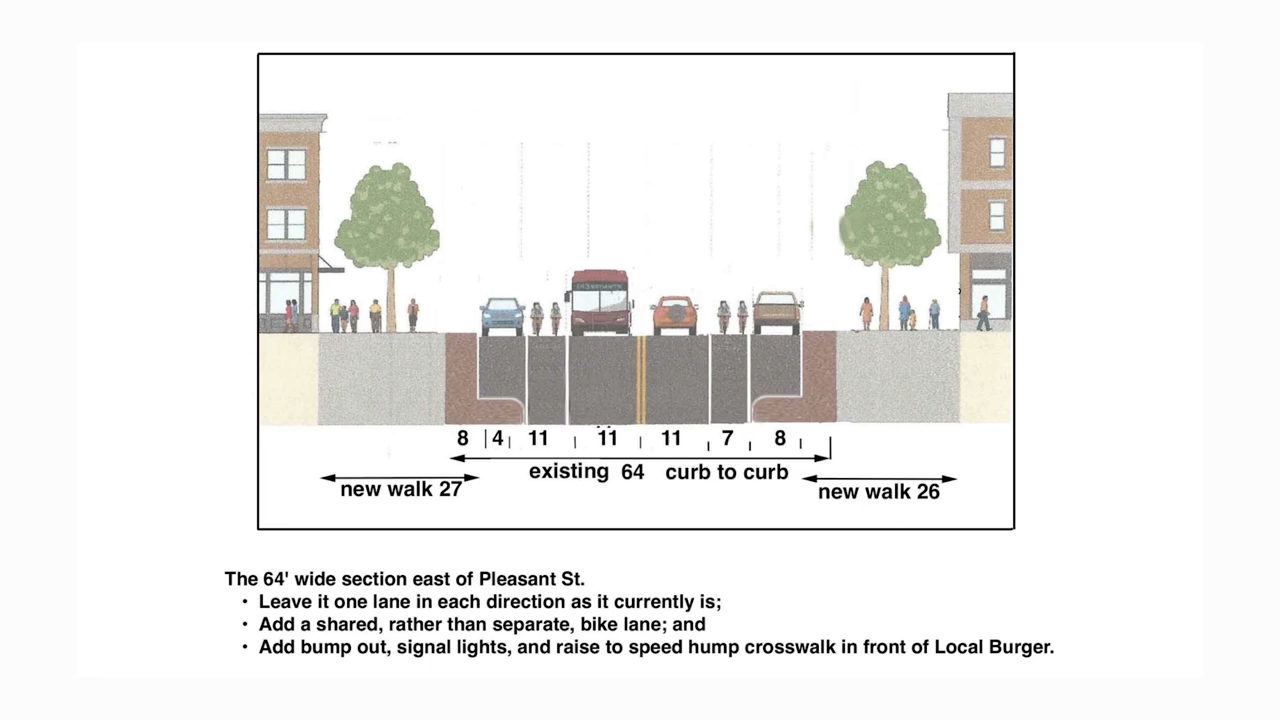 8 4 11 11 11 7 8
existing 64 curb to curb
new walk 27 new walk 26
The 64' wide section east of Pleasant St.
• Leave it one lane in each direction as it currently is;
• Add a shared, rather than separate, bike lane; and
• Add bump out, signal lights, and raise to speed hump crosswalk in front of Local Burger.